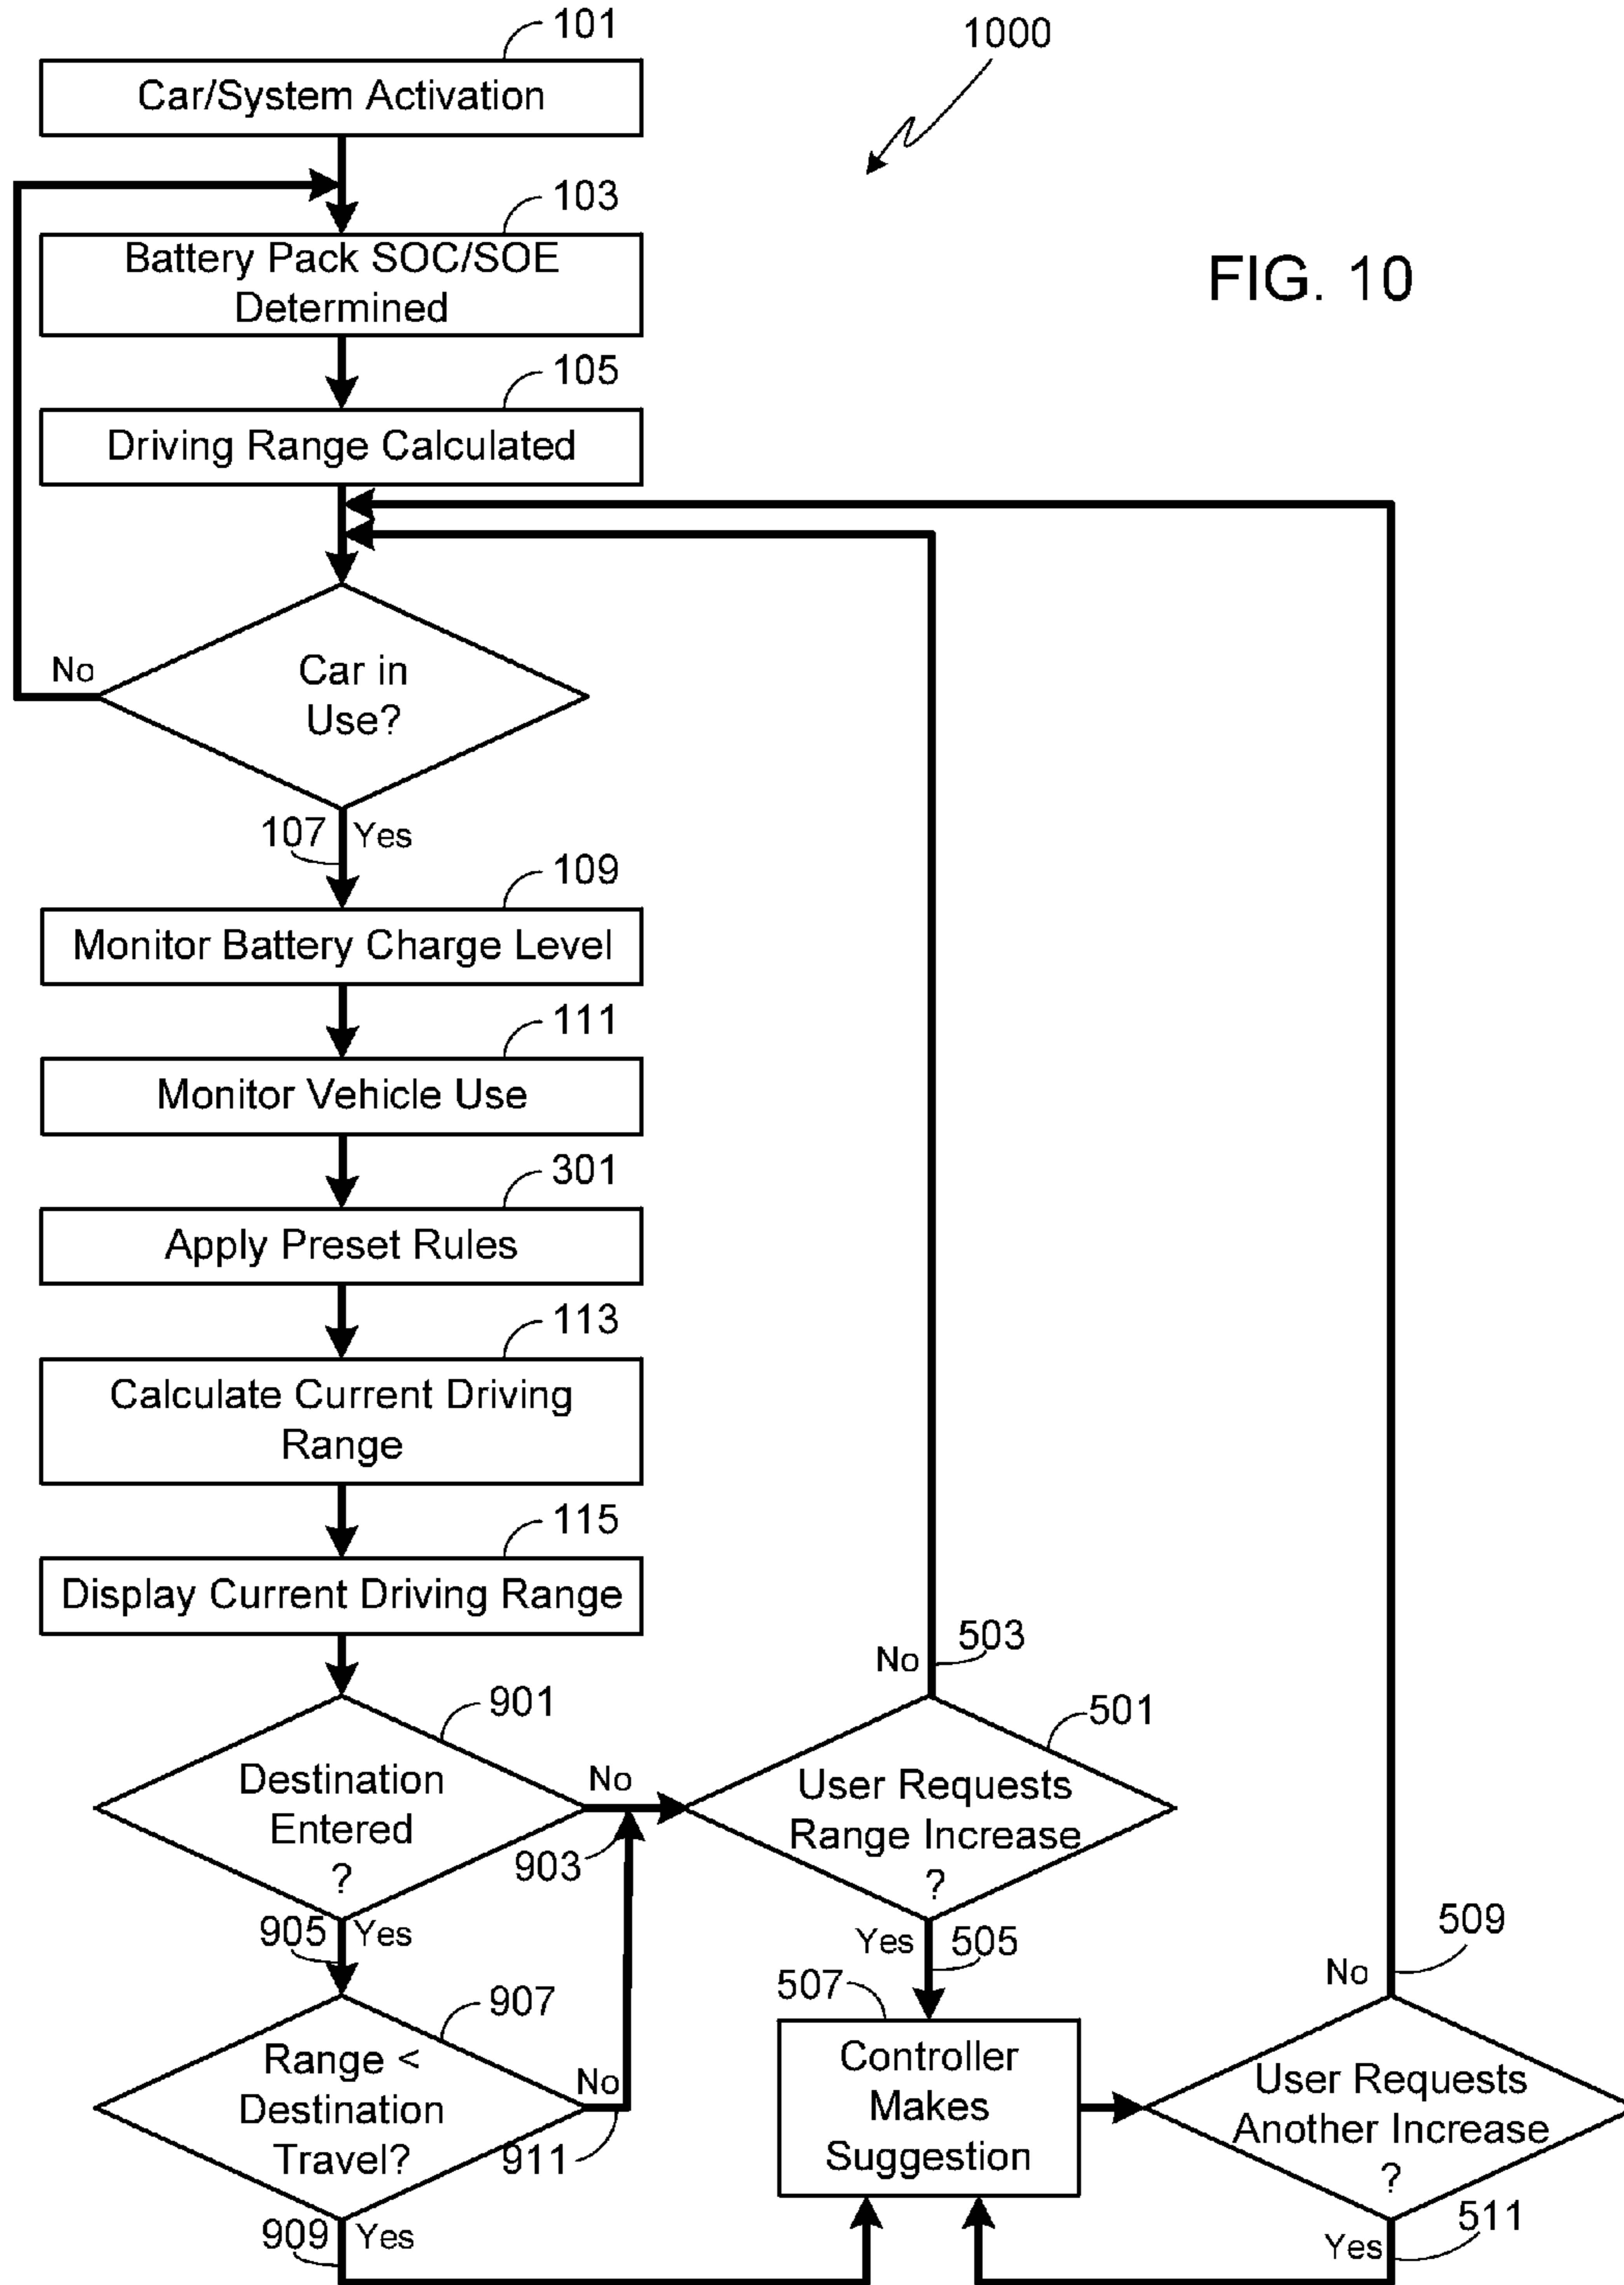 101
1000
Car/System Activation
103
Battery Pack SOC/SOE
Determined
FIG. 10
105
Driving Range Calculated
No
Car in
Use?
107
Yes
109
Monitor Battery Charge Level
111
Monitor Vehicle Use
301
Apply Preset Rules
113
Calculate Current Driving
Range
115
Display Current Driving Range
901
Destination
Entered
?
No
903
905
Yes
907
Range <
Destination
Travel?
No
911
909
Yes
No
503
501
User Requests
Range Increase
?
Yes
505
507
Controller
Makes
Suggestion
509
No
User Requests
Another Increase
?
Yes
511